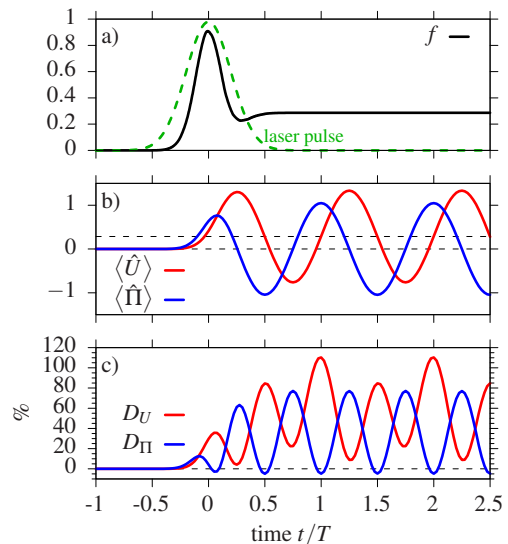 1
a)
f
0.8
0.6
0.4
laser pulse
0.2
0
b)
1
0
⟨Û⟩
⟨Π̂⟩
−1
120
c)
100
80
D_U
60
D_Π
40
20
0
%
-1 -0.5 0 0.5 1 1.5 2 2.5
time t/T